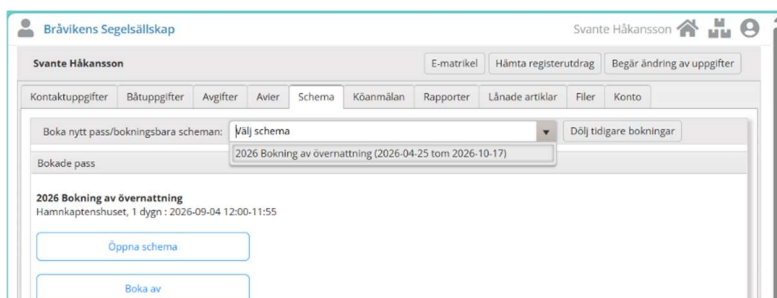 Bråvikens Segelsällskap
Svante Håkansson
Svante Håkansson
E-matrikel
Hämta registerutdrag
Begär ändring av uppgifter
Kontaktuppgifter
Båtuppgifter
Avgifter
Avier
Schema
Köanmälan
Rapporter
Lånade artiklar
Filer
Konto
Boka nytt pass/bokningsbara scheman:
Välj schema
Dölj tidigare bokningar
2026 Bokning av övernattning (2026-04-25 tom 2026-10-17)
Bokade pass
2026 Bokning av övernattning
Hamnkaptenshuset, 1 dygn : 2026-09-04 12:00-11:55
Öppna schema
Boka av